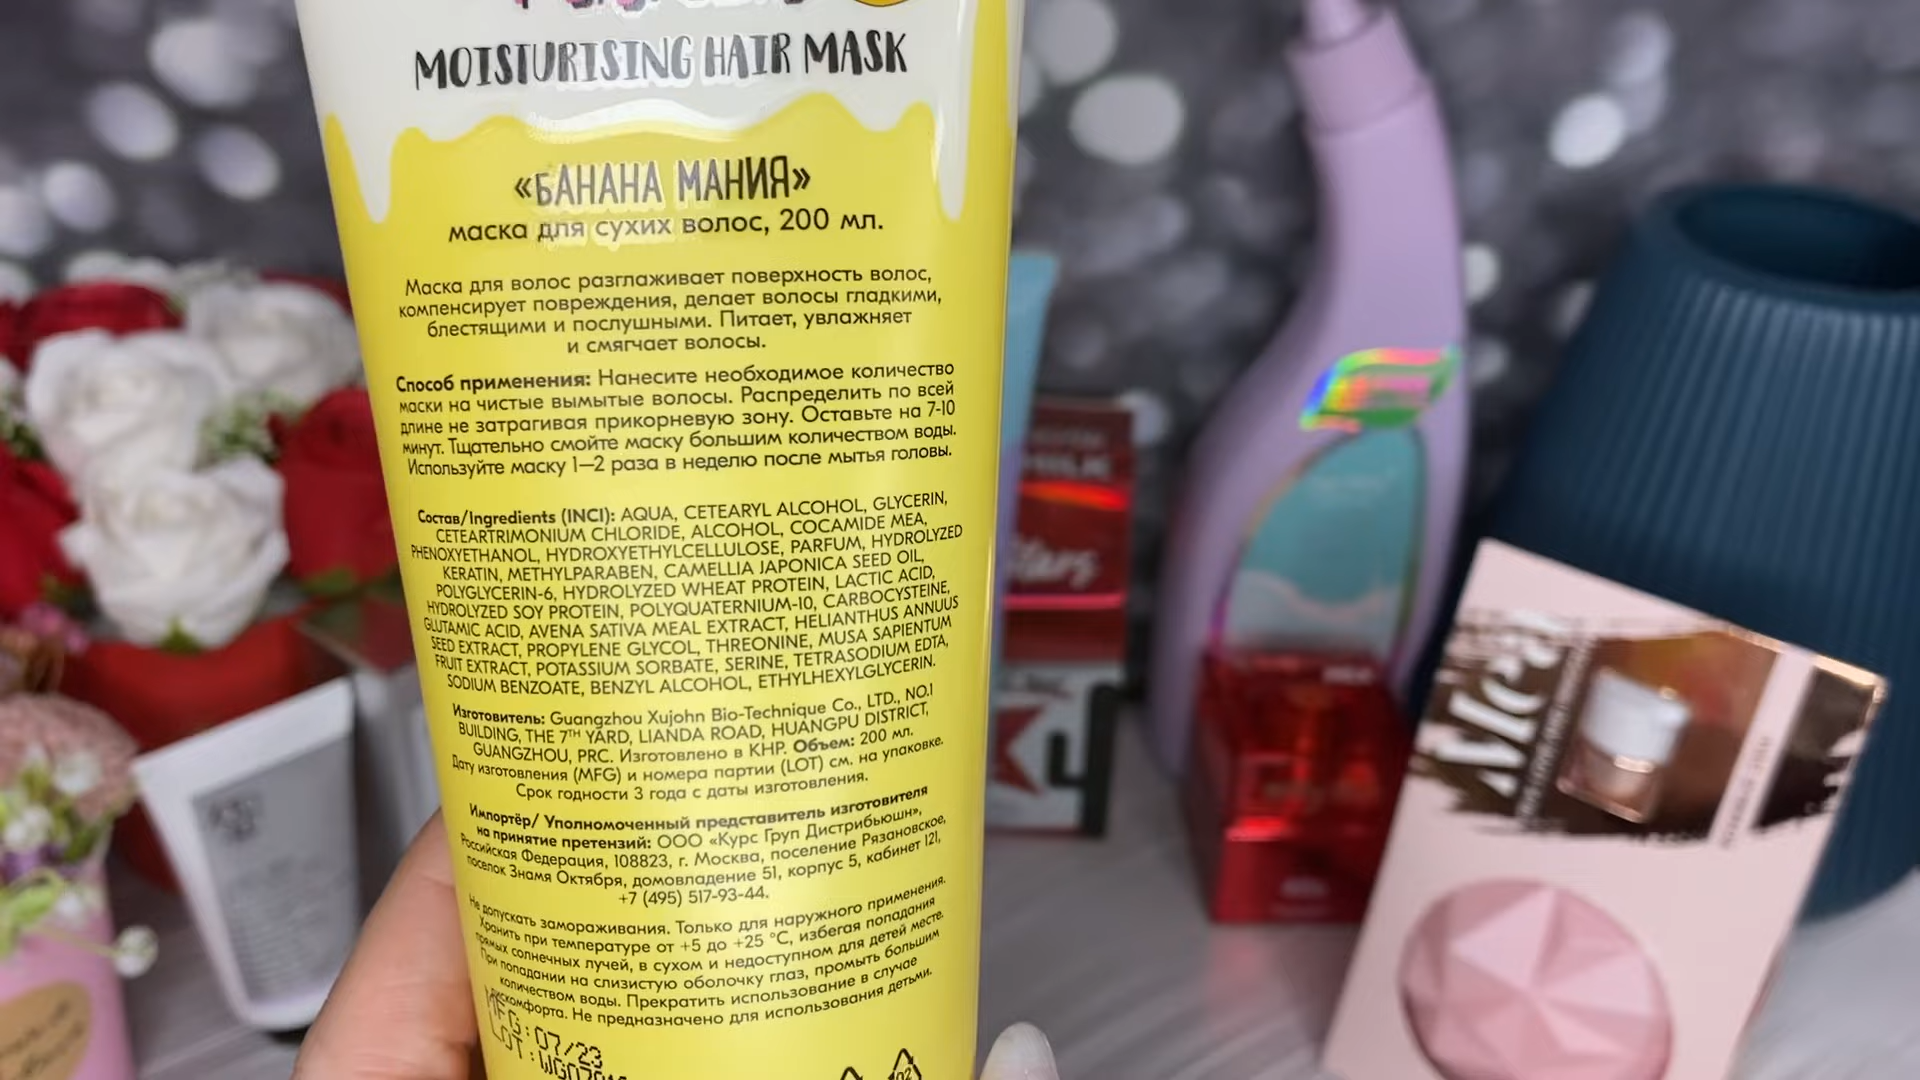 MOISTURISING HAIR MASK
«БАНАНА МАНИЯ»
маска для сухих волос, 200 мл.
Маска для волос разглаживает поверхность волос,
компенсирует повреждения, делает волосы гладкими,
блестящими и послушными. Питает, увлажняет
и смягчает волосы.
Способ применения: Нанесите необходимое количество
маски на чистые вымытые волосы. Распределить по всей
длине не затрагивая прикорневую зону. Оставьте на 7-10
минут. Тщательно смойте маску большим количеством воды.
Используйте маску 1—2 раза в неделю после мытья головы.
Состав/Ingredients (INCI): AQUA, CETEARYL ALCOHOL, GLYCERIN,
CETEARTRIMONIUM CHLORIDE, ALCOHOL, COCAMIDE MEA,
PHENOXYETHANOL, HYDROXYETHYLCELLULOSE, PARFUM, HYDROLYZED
KERATIN, METHYLPARABEN, CAMELLIA JAPONICA SEED OIL,
POLYGLYCERIN-6, HYDROLYZED WHEAT PROTEIN, LACTIC ACID,
HYDROLYZED SOY PROTEIN, POLYQUATERNIUM-10, CARBOCYSTEINE,
GLUTAMIC ACID, AVENA SATIVA MEAL EXTRACT, HELIANTHUS ANNUUS
SEED EXTRACT, PROPYLENE GLYCOL, THREONINE, MUSA SAPIENTUM
FRUIT EXTRACT, POTASSIUM SORBATE, SERINE, TETRASODIUM EDTA,
SODIUM BENZOATE, BENZYL ALCOHOL, ETHYLHEXYLGLYCERIN.
Изготовитель: Guangzhou Xujohn Bio-Technique Co., LTD., NO.1
BUILDING, THE 7TH YARD, LIANDA ROAD, HUANGPU DISTRICT,
GUANGZHOU, PRC. Изготовлено в КНР. Объем: 200 мл.
Дату изготовления (MFG) и номера партии (LOT) см. на упаковке.
Срок годности 3 года с даты изготовления.
Импортёр/ Уполномоченный представитель изготовителя
на принятие претензий: ООО «Курс Груп Дистрибьюшн»,
Российская Федерация, 108823, г. Москва, поселение Рязановское,
поселок Знамя Октября, домовладение 51, корпус 5, кабинет 121,
+7 (495) 517-93-44.
Не допускать замораживания. Только для наружного применения.
Хранить при температуре от +5 до +25 °C, избегая попадания
прямых солнечных лучей, в сухом и недоступном для детей месте.
При попадании на слизистую оболочку глаз, промыть большим
количеством воды. Прекратить использование в случае
дискомфорта. Не предназначено для использования детьми.
MFG: 07/23
LOT: